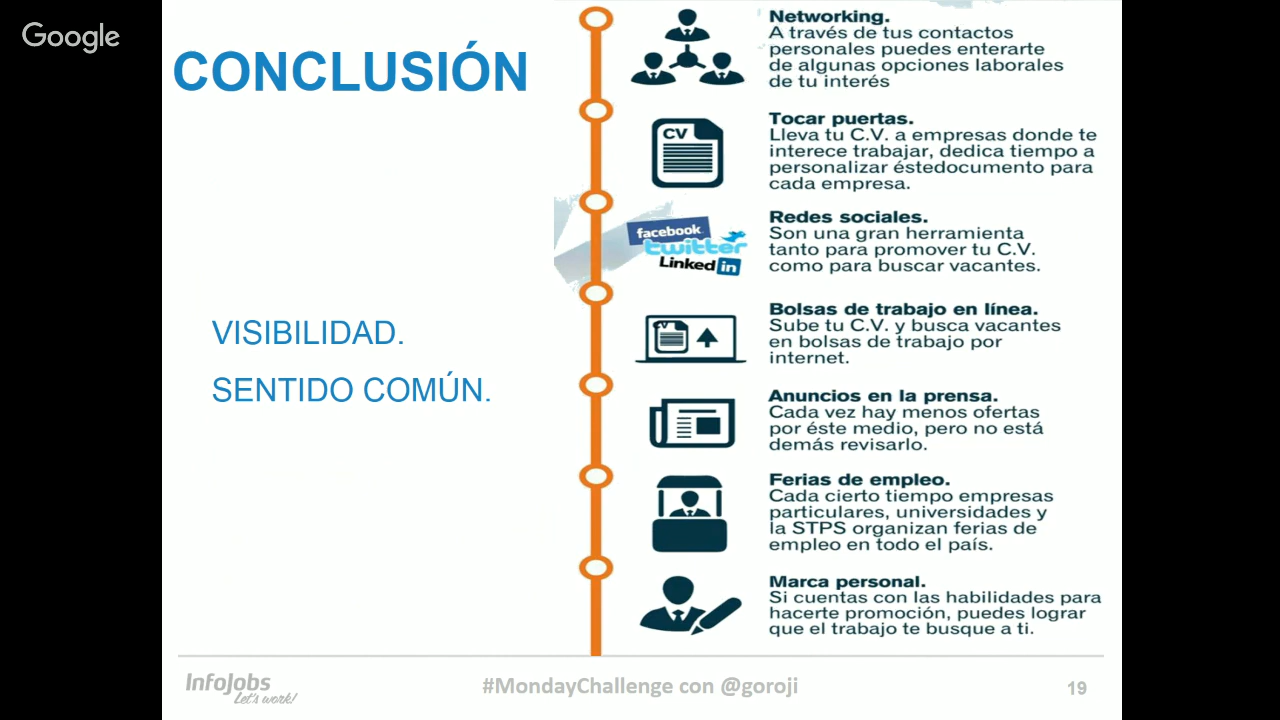 Google
CONCLUSIÓN
VISIBILIDAD.
SENTIDO COMÚN.
Networking.
A través de tus contactos
personales puedes enterarte
de algunas opciones laborales
de tu interés
CV
Tocar puertas.
Lleva tu C.V. a empresas donde te
interece trabajar, dedica tiempo a
personalizar éstedocumento para
cada empresa.
facebook
twitter
Linked in
Redes sociales.
Son una gran herramienta
tanto para promover tu C.V.
como para buscar vacantes.
CV
Bolsas de trabajo en línea.
Sube tu C.V. y busca vacantes
en bolsas de trabajo por
internet.
Anuncios en la prensa.
Cada vez hay menos ofertas
por éste medio, pero no está
demás revisarlo.
Ferias de empleo.
Cada cierto tiempo empresas
particulares, universidades y
la STPS organizan ferias de
empleo en todo el país.
Marca personal.
Si cuentas con las habilidades para
hacerte promoción, puedes lograr
que el trabajo te busque a ti.
InfoJobs
Let's work!
#MondayChallenge con @goroji
19